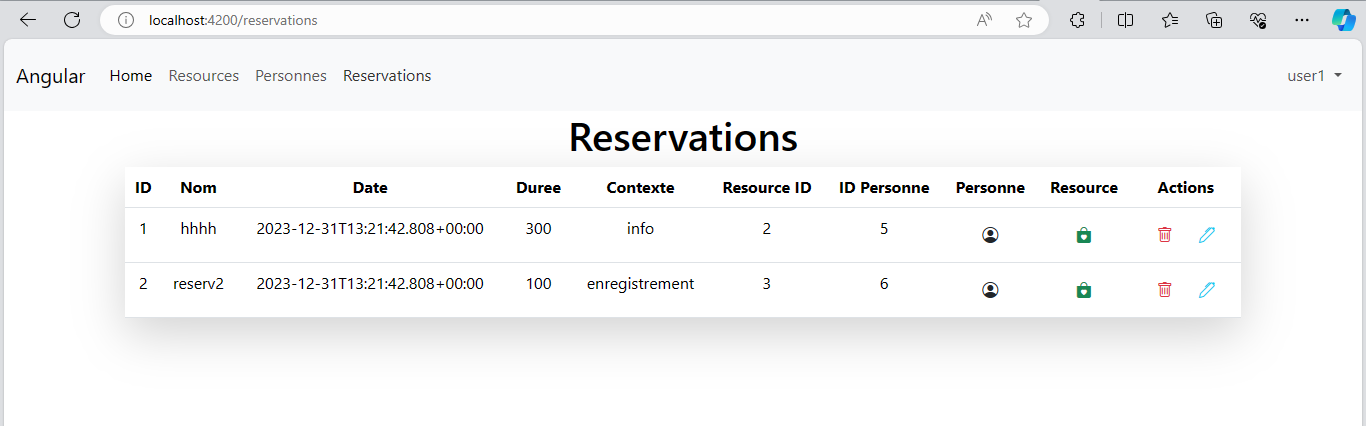 localhost:4200/reservations
Angular Home Resources Personnes Reservations user1
Reservations
ID Nom Date Duree Contexte Resource ID ID Personne Personne Resource Actions
1 hhhh 2023-12-31T13:21:42.808+00:00 300 info 2 5
2 reserv2 2023-12-31T13:21:42.808+00:00 100 enregistrement 3 6